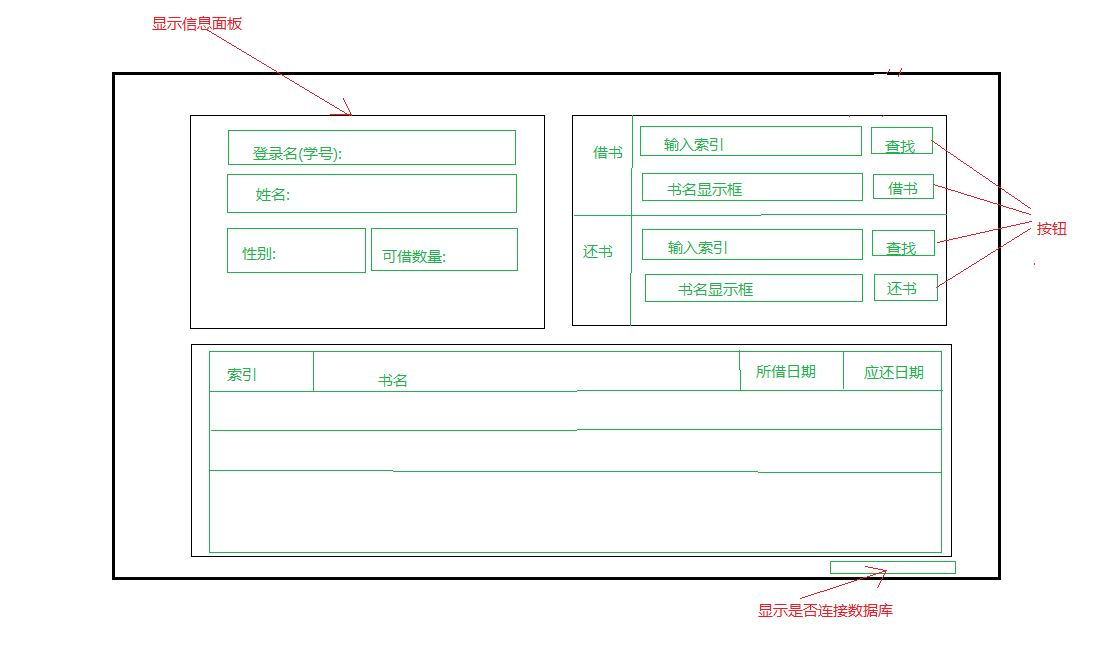 显示信息面板
登录名(学号):
姓名:
性别:
可借数量:
借书
输入索引
查找
书名显示框
借书
还书
输入索引
查找
书名显示框
还书
按钮
索引
书名
所借日期
应还日期
显示是否连接数据库